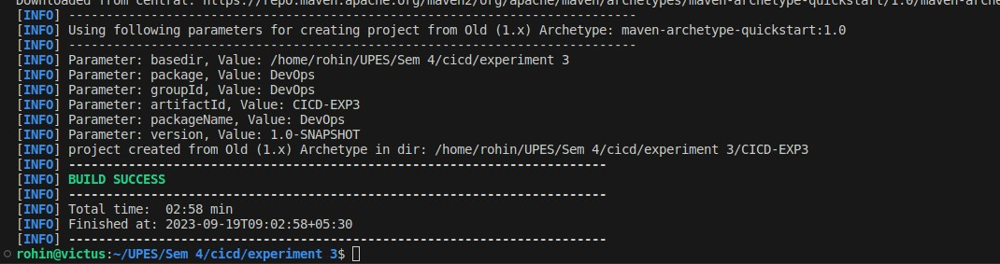 Downloaded from central: https://repo.maven.apache.org/maven2/org/apache/maven/archetypes/maven-archetype-quickstart/1.0/maven-arche
[INFO] ----------------------------------------------------------------------------
[INFO] Using following parameters for creating project from Old (1.x) Archetype: maven-archetype-quickstart:1.0
[INFO] ----------------------------------------------------------------------------
[INFO] Parameter: basedir, Value: /home/rohin/UPES/Sem 4/cicd/experiment 3
[INFO] Parameter: package, Value: DevOps
[INFO] Parameter: groupId, Value: DevOps
[INFO] Parameter: artifactId, Value: CICD-EXP3
[INFO] Parameter: packageName, Value: DevOps
[INFO] Parameter: version, Value: 1.0-SNAPSHOT
[INFO] project created from Old (1.x) Archetype in dir: /home/rohin/UPES/Sem 4/cicd/experiment 3/CICD-EXP3
[INFO] ------------------------------------------------------------------------
[INFO] BUILD SUCCESS
[INFO] ------------------------------------------------------------------------
[INFO] Total time:  02:58 min
[INFO] Finished at: 2023-09-19T09:02:58+05:30
[INFO] ------------------------------------------------------------------------
rohin@victus:~/UPES/Sem 4/cicd/experiment 3$